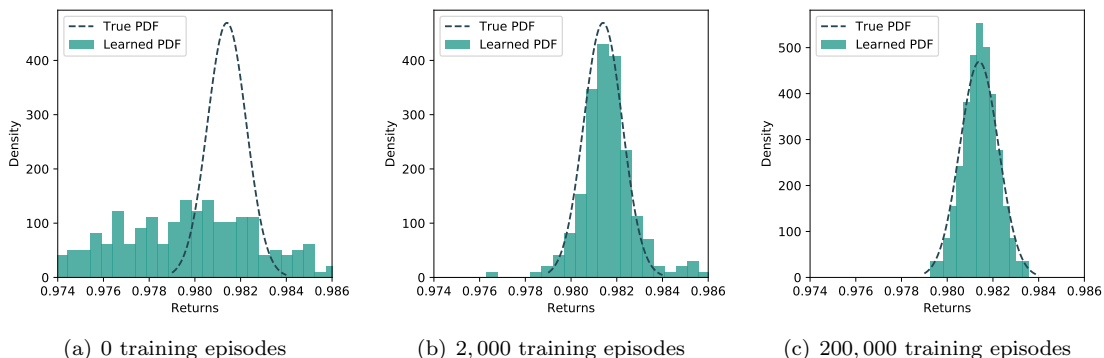 True PDF
Learned PDF
400
300
200
100
0
Density
0.974 0.976 0.978 0.980 0.982 0.984 0.986
Returns
(a) 0 training episodes
True PDF
Learned PDF
400
300
200
100
0
Density
0.974 0.976 0.978 0.980 0.982 0.984 0.986
Returns
(b) 2,000 training episodes
True PDF
Learned PDF
500
400
300
200
100
0
Density
0.974 0.976 0.978 0.980 0.982 0.984 0.986
Returns
(c) 200,000 training episodes